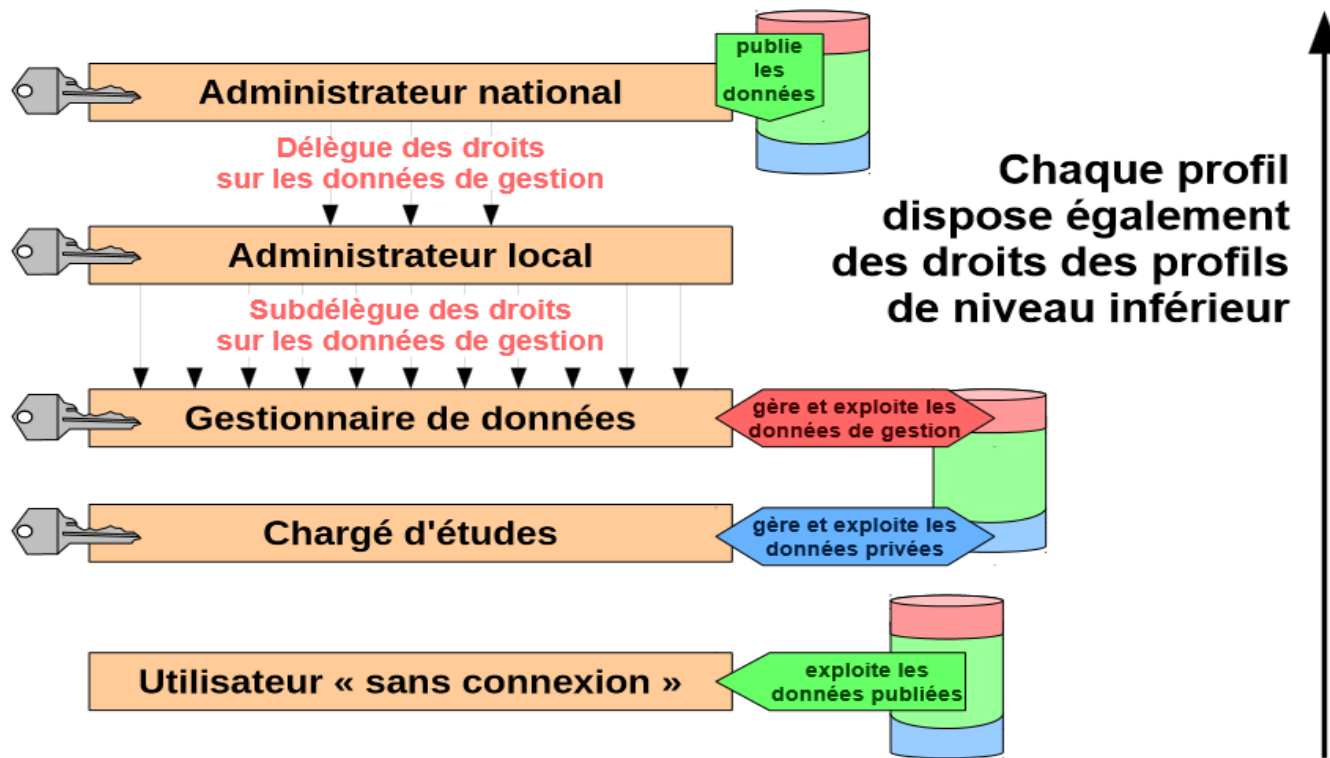 publie
les
données
Administrateur national
Délègue des droits
sur les données de gestion
Chaque profil
dispose également
des droits des profils
de niveau inférieur
Administrateur local
Subdélègue des droits
sur les données de gestion
Gestionnaire de données
gère et exploite les
données de gestion
Chargé d'études
gère et exploite les
données privées
Utilisateur « sans connexion »
exploite les
données publiées